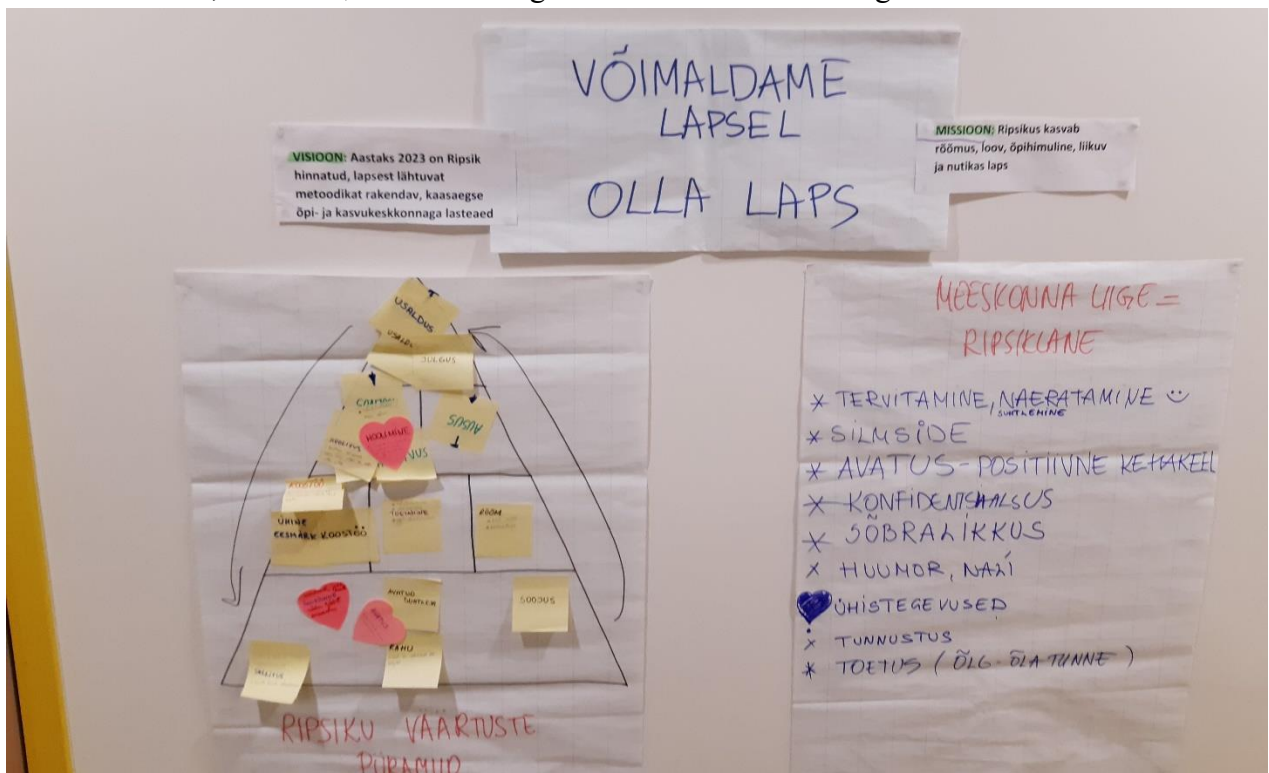 VÕIMALDAME
LAPSEL
OLLA LAPS
VISIOON: Aastaks 2023 on Ripsik
hinnatud, lapsest lähtuvat
metoodikat rakendav, kaasaegse
õpi- ja kasvukeskkonnaga lasteaed
MISSIOON: Ripsikus kasvab
rõõmus, loov, õpihimuline, liikuv
ja nutikas laps
USALDUS
JULGUS
AUSUS
HOOLIMINE
ÜHINE
EESMÄRK KOOSTÖÖ
RÕÕM
AVATUD
SOOJUS
RAHU
RIPSIKU VÄÄRTUSTE
PÜRAMIID
MEESKONNA LIIGE =
RIPSIKLANE
* TERVITAMINE, NAERATAMINE
SUHTLEMINE
* SILMSIDE
* AVATUS - POSITIIVNE KEHAKEEL
* KONFIDENTSIAALSUS
* SÕBRALIKKUS
x HUUMOR, NALI
ÜHISTEGEVUSED
x TUNNUSTUS
* TOETUS (ÕLG-ÕLA TUNNE)